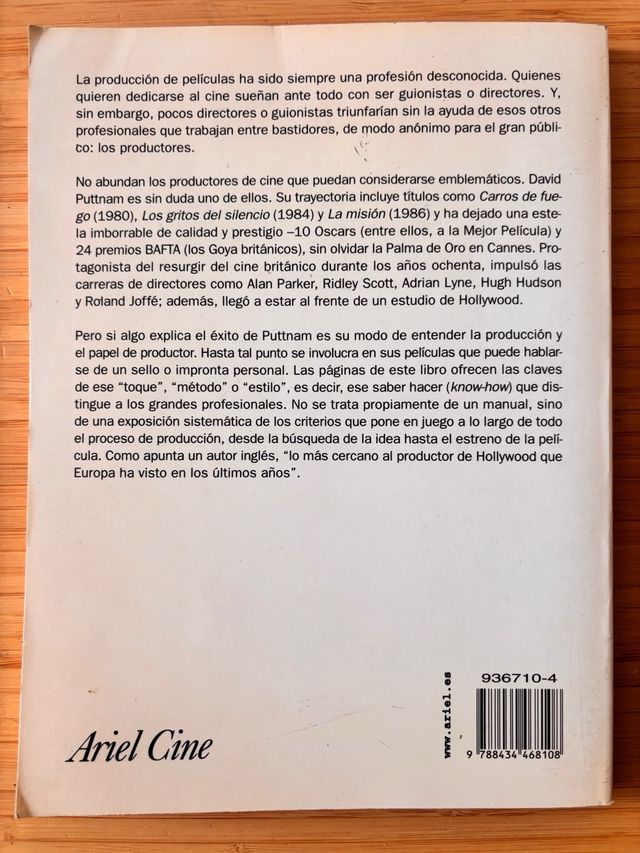 La producción de películas ha sido siempre una profesión desconocida. Quienes
quieren dedicarse al cine sueñan ante todo con ser guionistas o directores. Y,
sin embargo, pocos directores o guionistas triunfarían sin la ayuda de esos otros
profesionales que trabajan entre bastidores, de modo anónimo para el gran públi-
co: los productores.
No abundan los productores de cine que puedan considerarse emblemáticos. David
Puttnam es sin duda uno de ellos. Su trayectoria incluye títulos como Carros de fue-
go (1980), Los gritos del silencio (1984) y La misión (1986) y ha dejado una este-
la imborrable de calidad y prestigio –10 Oscars (entre ellos, a la Mejor Película) y
24 premios BAFTA (los Goya británicos), sin olvidar la Palma de Oro en Cannes. Pro-
tagonista del resurgir del cine británico durante los años ochenta, impulsó las
carreras de directores como Alan Parker, Ridley Scott, Adrian Lyne, Hugh Hudson
y Roland Joffé; además, llegó a estar al frente de un estudio de Hollywood.
Pero si algo explica el éxito de Puttnam es su modo de entender la producción y
el papel de productor. Hasta tal punto se involucra en sus películas que puede hablar-
se de un sello o impronta personal. Las páginas de este libro ofrecen las claves
de ese “toque”, “método” o “estilo”, es decir, ese saber hacer (know-how) que dis-
tingue a los grandes profesionales. No se trata propiamente de un manual, sino
de una exposición sistemática de los criterios que pone en juego a lo largo de todo
el proceso de producción, desde la búsqueda de la idea hasta el estreno de la pelí-
cula. Como apunta un autor inglés, “lo más cercano al productor de Hollywood que
Europa ha visto en los últimos años”.
936710-4
www.ariel.es
9 788434 468108
Ariel Cine